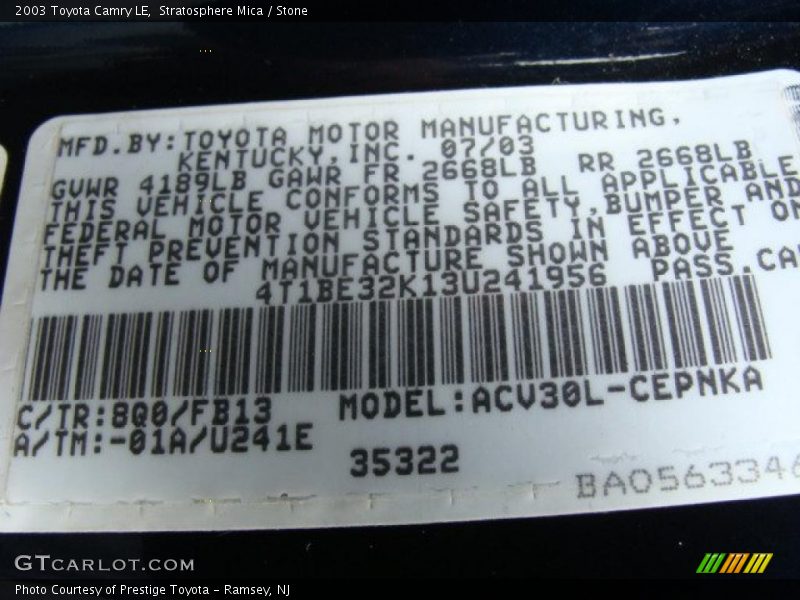 2003 Toyota Camry LE,  Stratosphere Mica / Stone
MFD.BY:TOYOTA MOTOR MANUFACTURING,
KENTUCKY,INC. 07/03
GVWR 4189LB GAWR FR 2668LB RR 2668LB
THIS VEHICLE CONFORMS TO ALL APPLICABLE
FEDERAL MOTOR VEHICLE SAFETY,BUMPER AND
THEFT PREVENTION STANDARDS IN EFFECT ON
THE DATE OF MANUFACTURE SHOWN ABOVE
4T1BE32K13U241956 PASS.CA
C/TR:8Q0/FB13 MODEL:ACV30L-CEPNKA
A/TM:-01A/U241E
35322
BA0563346
GTCARLOT.COM
Photo Courtesy of Prestige Toyota - Ramsey, NJ